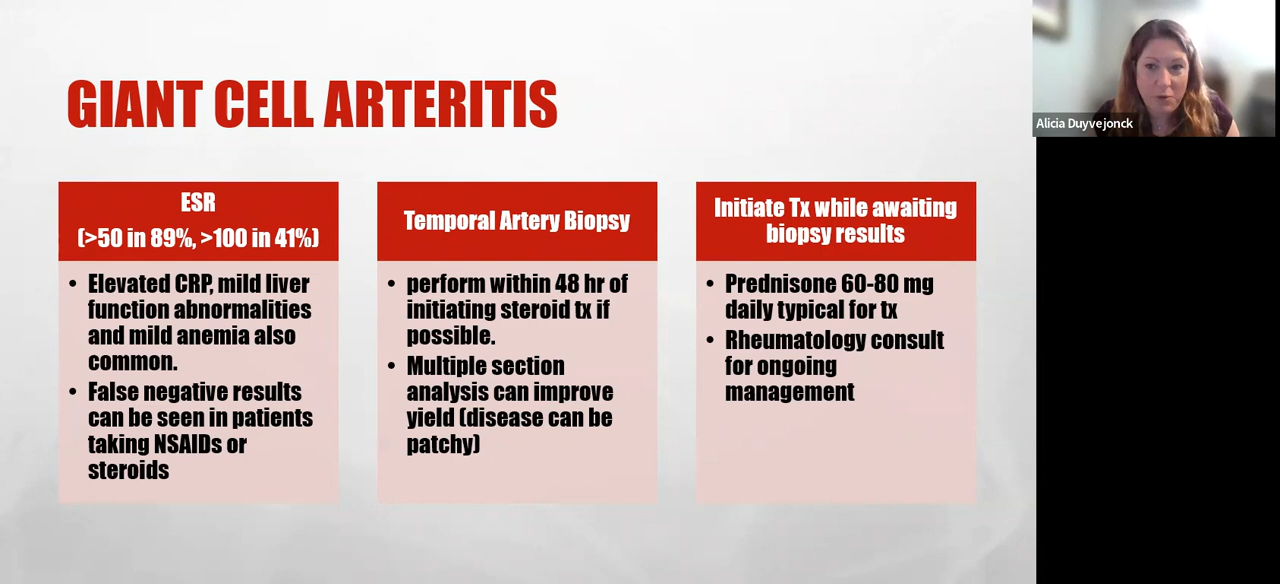 GIANT CELL ARTERITIS
ESR
(>50 in 89%, >100 in 41%)
• Elevated CRP, mild liver
function abnormalities
and mild anemia also
common.
• False negative results
can be seen in patients
taking NSAIDs or
steroids
Temporal Artery Biopsy
• perform within 48 hr of
initiating steroid tx if
possible.
• Multiple section
analysis can improve
yield (disease can be
patchy)
Initiate Tx while awaiting
biopsy results
• Prednisone 60-80 mg
daily typical for tx
• Rheumatology consult
for ongoing
management
Alicia Duyvejonck